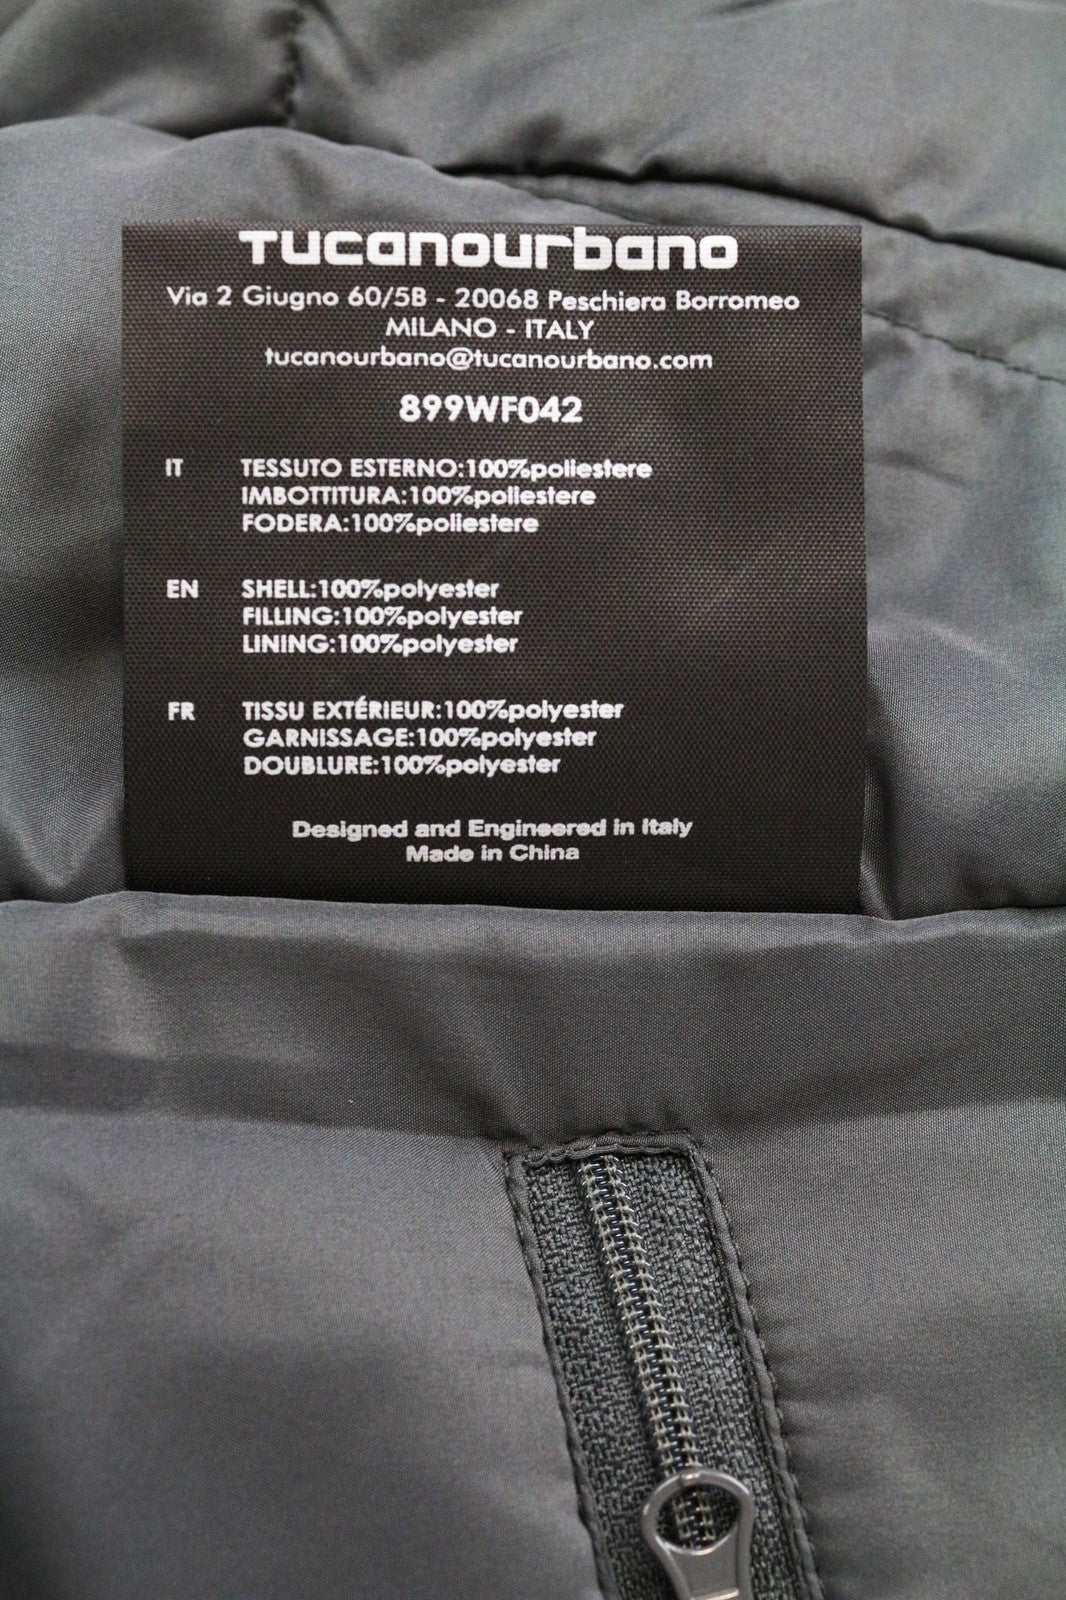 TUCANOURBANO
Via 2 Giugno 60/5B - 20068 Peschiera Borromeo
MILANO - ITALY
tucanourbano@tucanourbano.com
899WF042
IT TESSUTO ESTERNO:100%poliestere
IMBOTTITURA:100%poliestere
FODERA:100%poliestere
EN SHELL:100%polyester
FILLING:100%polyester
LINING:100%polyester
FR TISSU EXTÉRIEUR:100%polyester
GARNISSAGE:100%polyester
DOUBLURE:100%polyester
Designed and Engineered in Italy
Made in China